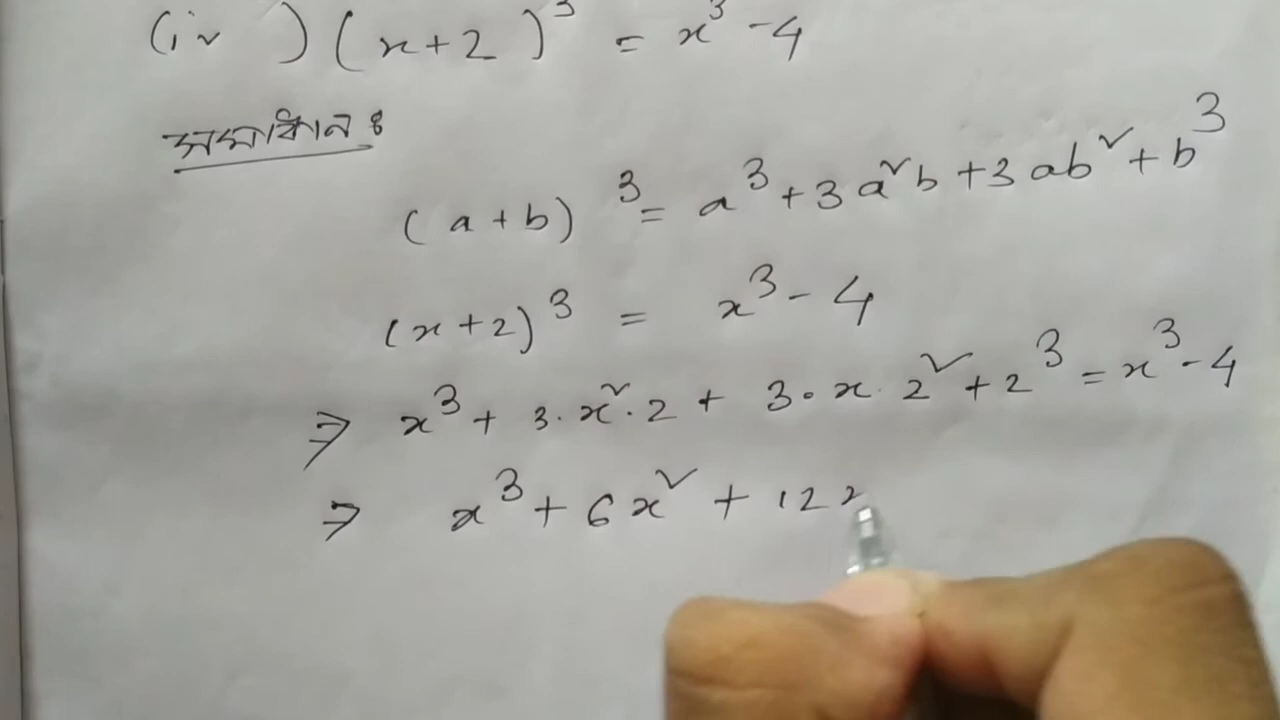 (iv) (x+2)³ = x³ - 4
সমাধান ঃ
(a+b)³ = a³ + 3a²b + 3ab² + b³
(x+2)³ = x³ - 4
⇒ x³ + 3·x²·2 + 3·x·2² + 2³ = x³ - 4
⇒ x³ + 6x² + 12x